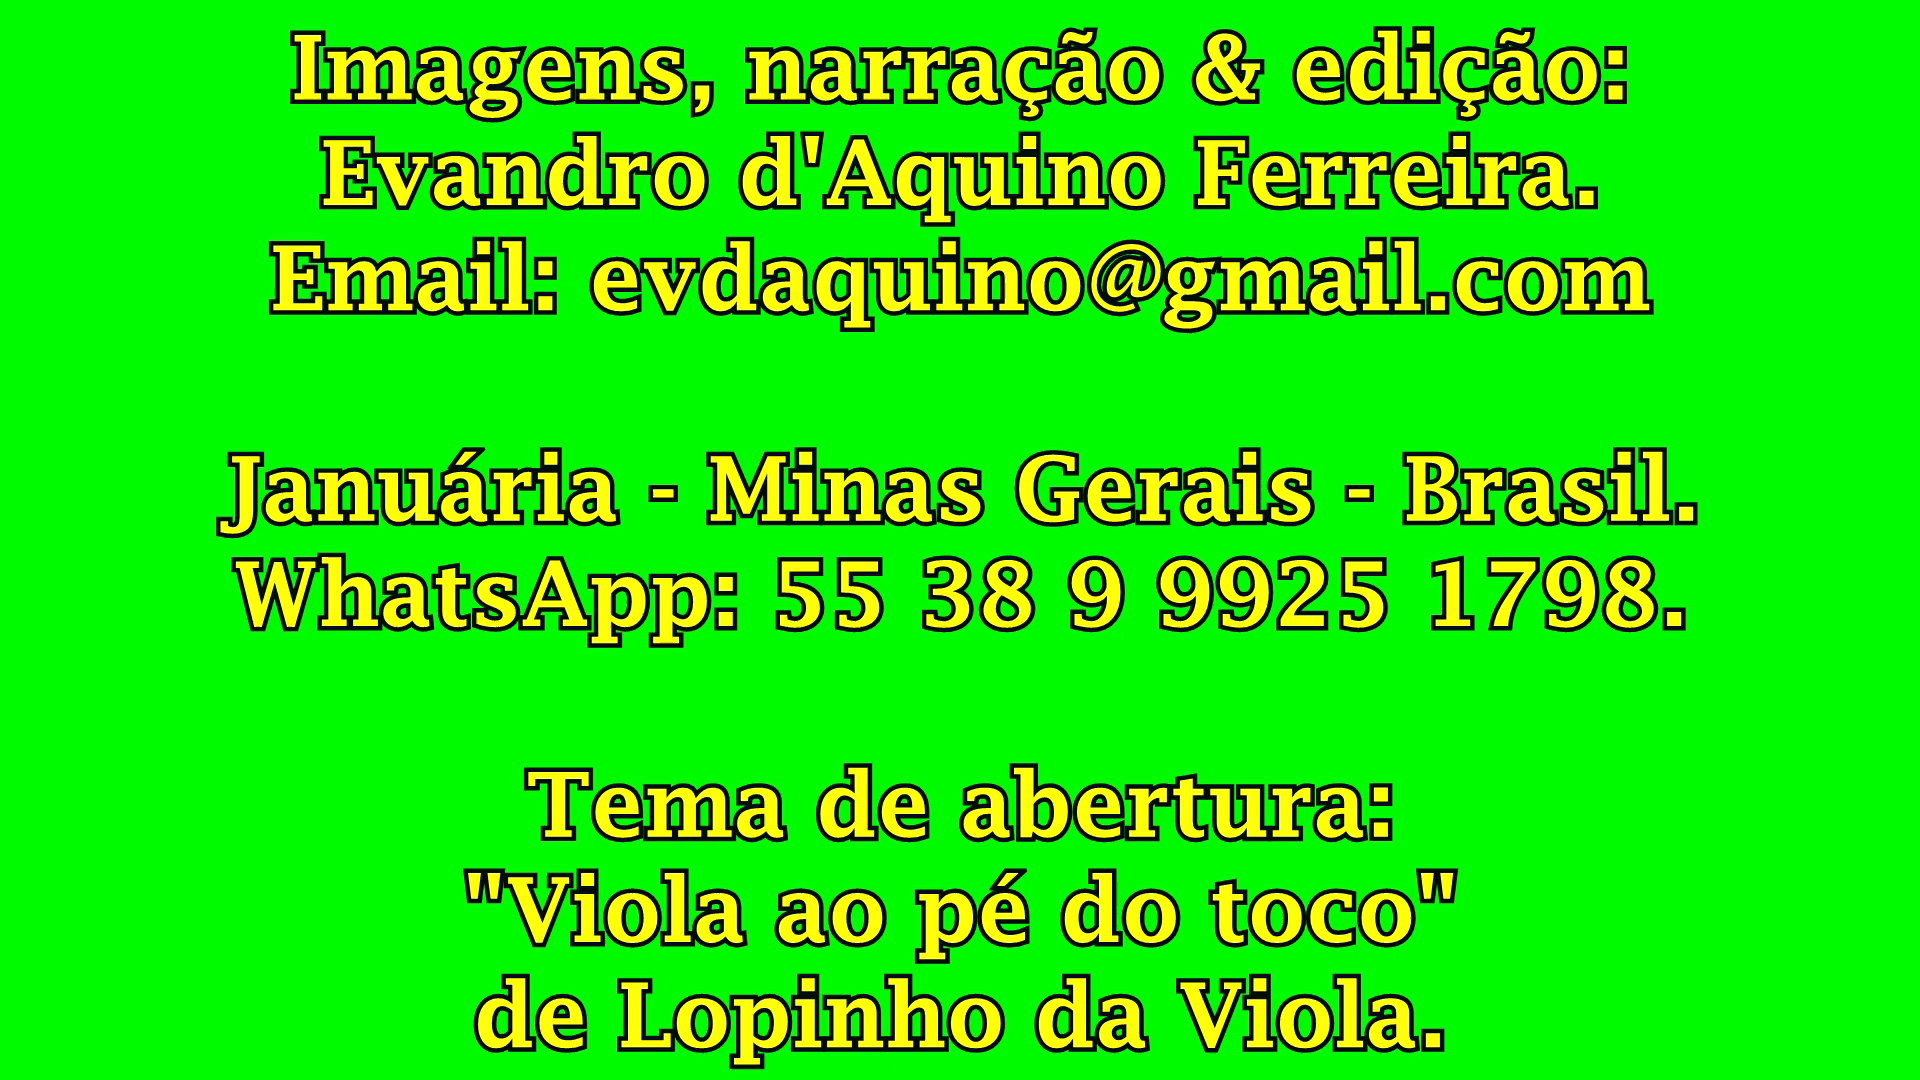 Imagens, narração & edição:
Evandro d'Aquino Ferreira.
Email: evdaquino@gmail.com
Januária - Minas Gerais - Brasil.
WhatsApp: 55 38 9 9925 1798.
Tema de abertura:
"Viola ao pé do toco"
de Lopinho da Viola.